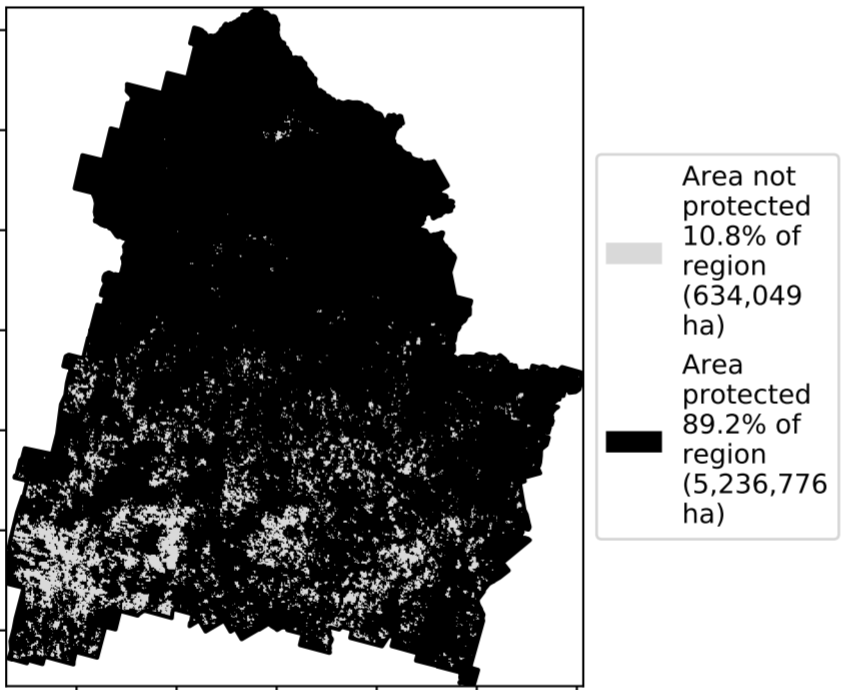 Area not
protected
10.8% of
region
(634,049
ha)
Area
protected
89.2% of
region
(5,236,776
ha)